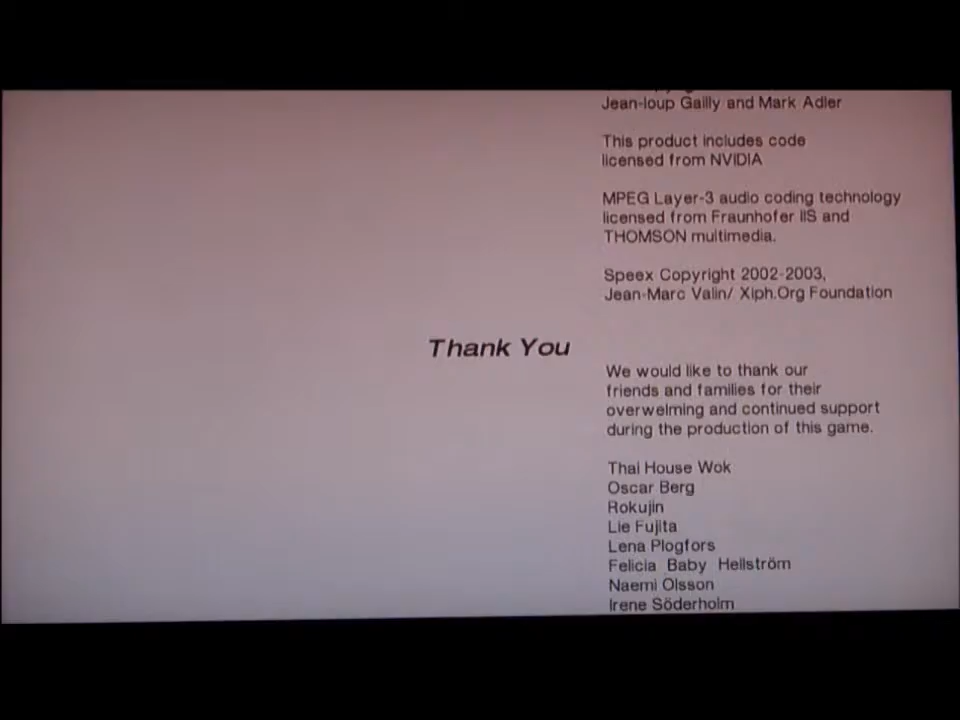 Jean-loup Gailly and Mark Adler
This product includes code
licensed from NVIDIA
MPEG Layer-3 audio coding technology
licensed from Fraunhofer IIS and
THOMSON multimedia.
Speex Copyright 2002-2003,
Jean-Marc Valin/ Xiph.Org Foundation
Thank You
We would like to thank our
friends and families for their
overwelming and continued support
during the production of this game.
Thai House Wok
Oscar Berg
Rokujin
Lie Fujita
Lena Plogfors
Felicia Baby Hellström
Naemi Olsson
Irene Söderholm